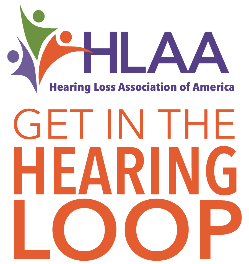 HLAA
Hearing Loss Association of America
GET IN THE
HEARING
LOOP